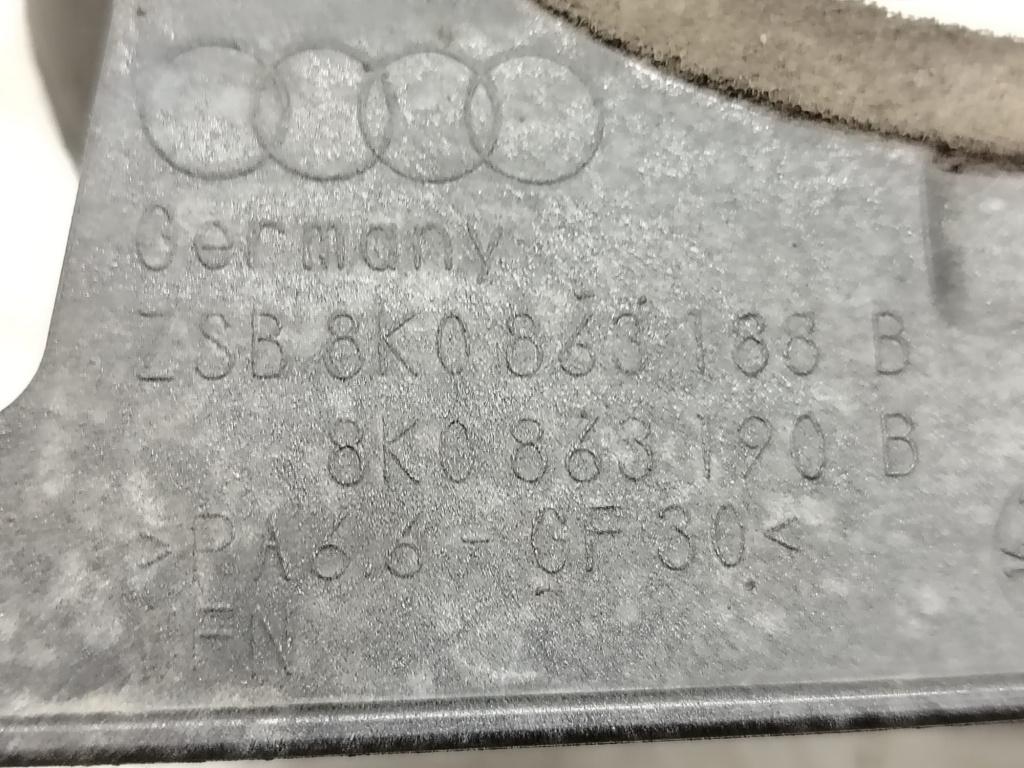 Germany
ZSB 8K0 863 188 B
8K0 863 190 B
>PA6.6-GF30<
FN